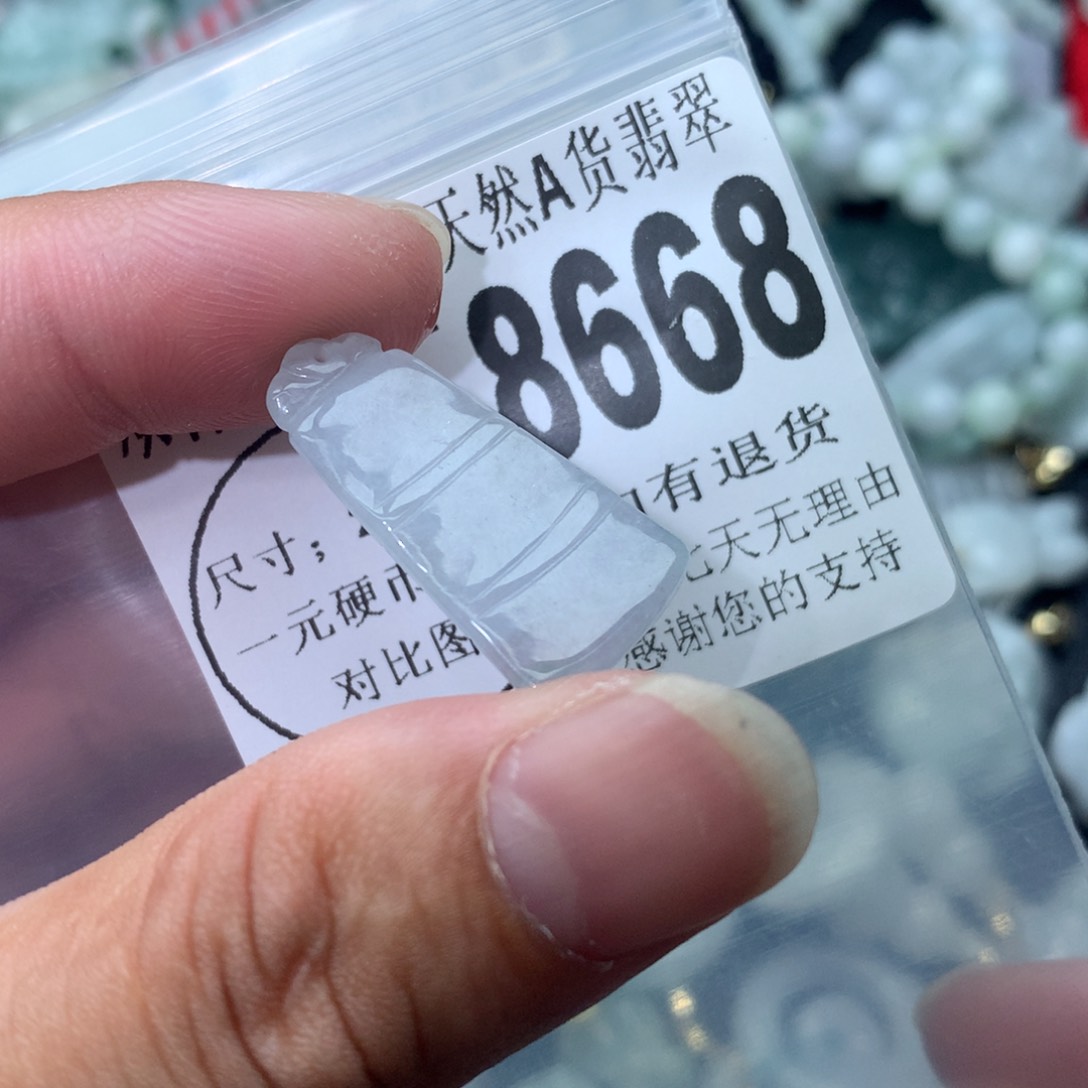 天然A货翡翠
8668
有退货
尺寸；
七天无理由
一元硬币
感谢您的支持
对比图